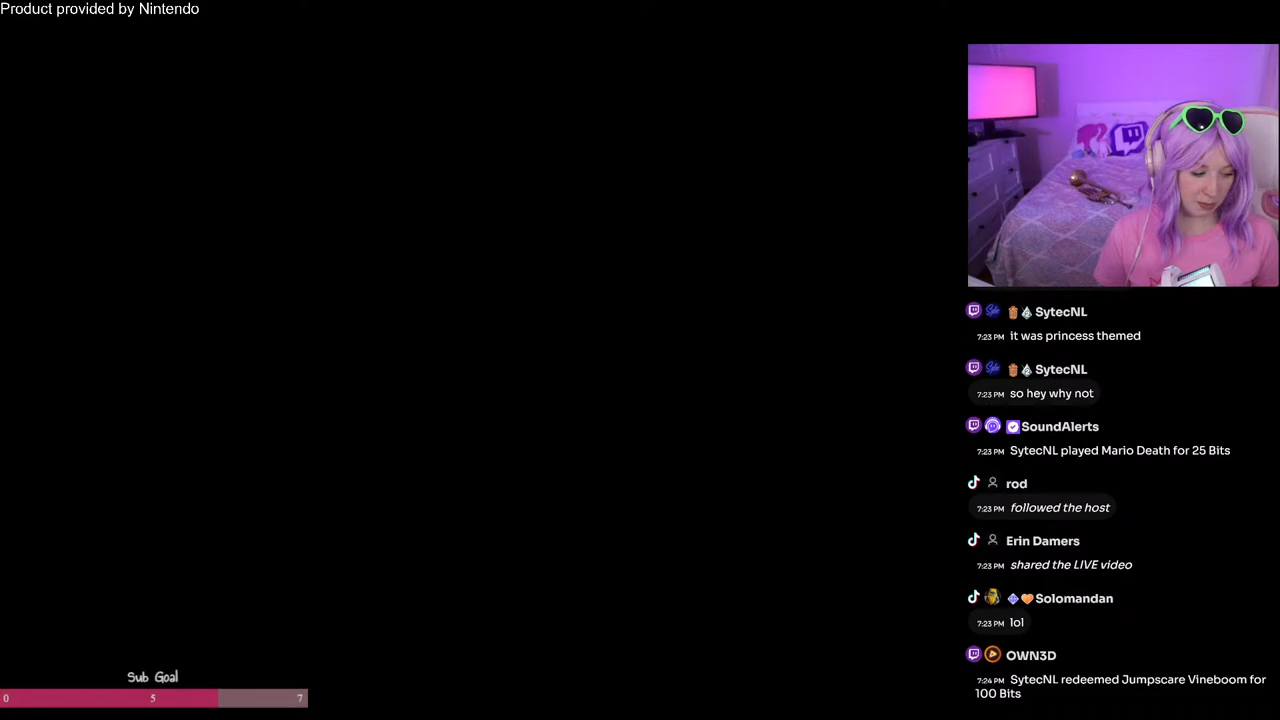 Product provided by Nintendo
SytecNL
7:23 PM it was princess themed
SytecNL
7:23 PM so hey why not
SoundAlerts
7:23 PM SytecNL played Mario Death for 25 Bits
rod
7:23 PM followed the host
Erin Damers
7:23 PM shared the LIVE video
Solomandan
7:23 PM lol
OWN3D
7:24 PM SytecNL redeemed Jumpscare Vineboom for
100 Bits
Sub Goal
0 5 7